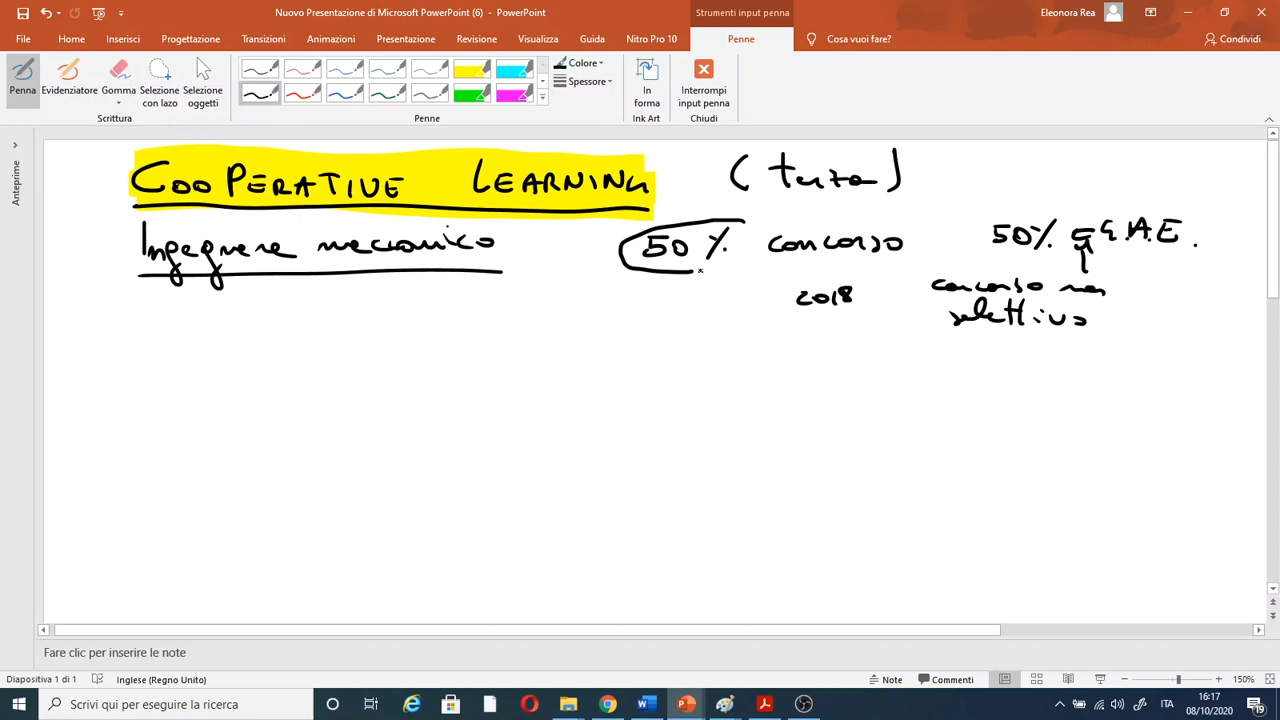 Nuovo Presentazione di Microsoft PowerPoint (6) - PowerPoint
Strumenti input penna
Eleonora Rea
File Home Inserisci Progettazione Transizioni Animazioni Presentazione Revisione Visualizza Guida Nitro Pro 10 Penne Cosa vuoi fare? Condividi
Penna Evidenziatore Gomma Selezione con lazo Selezione oggetti
Colore
Spessore
In forma
Interrompi input penna
Scrittura Penne Ink Art Chiudi
Anteprime
COOPERATIVE LEARNING (terza)
Ingegnere meccanico 50% concorso 50% G.A.E.
2018 concorso non
selettivo
Fare clic per inserire le note
Diapositiva 1 di 1 Inglese (Regno Unito) Note Commenti 150%
Scrivi qui per eseguire la ricerca
ITA
16:17
08/10/2020
19